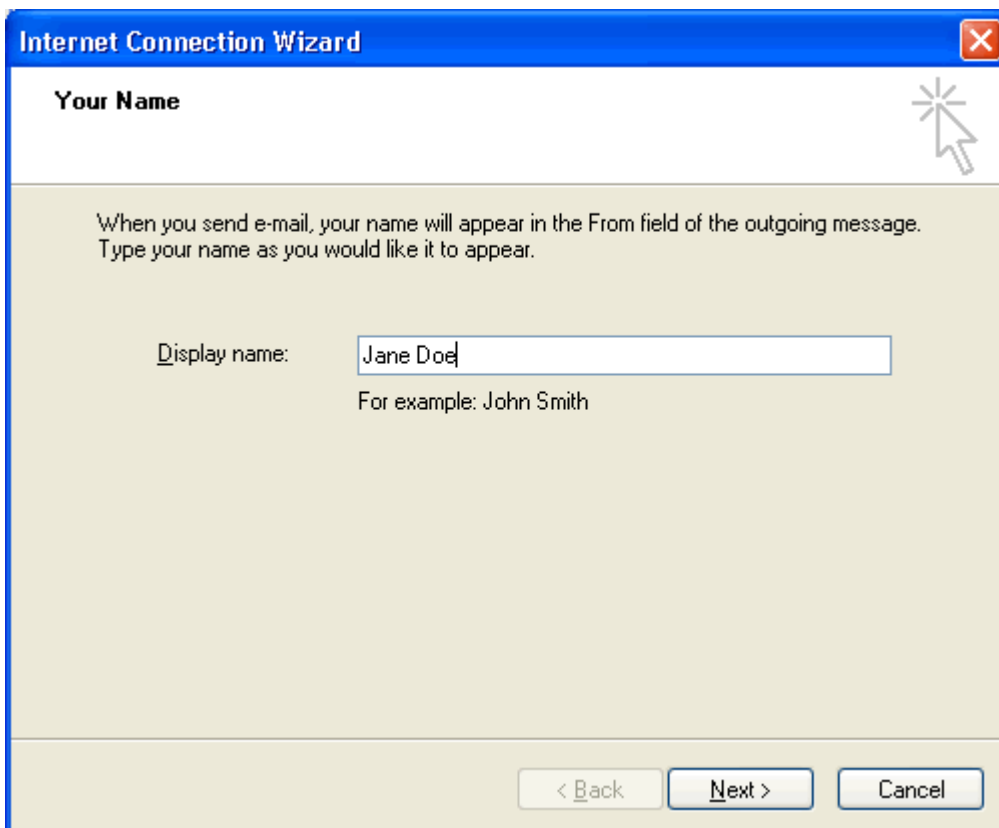 Internet Connection Wizard
Your Name
When you send e-mail, your name will appear in the From field of the outgoing message.
Type your name as you would like it to appear.
Display name: Jane Doe
For example: John Smith
< Back Next > Cancel